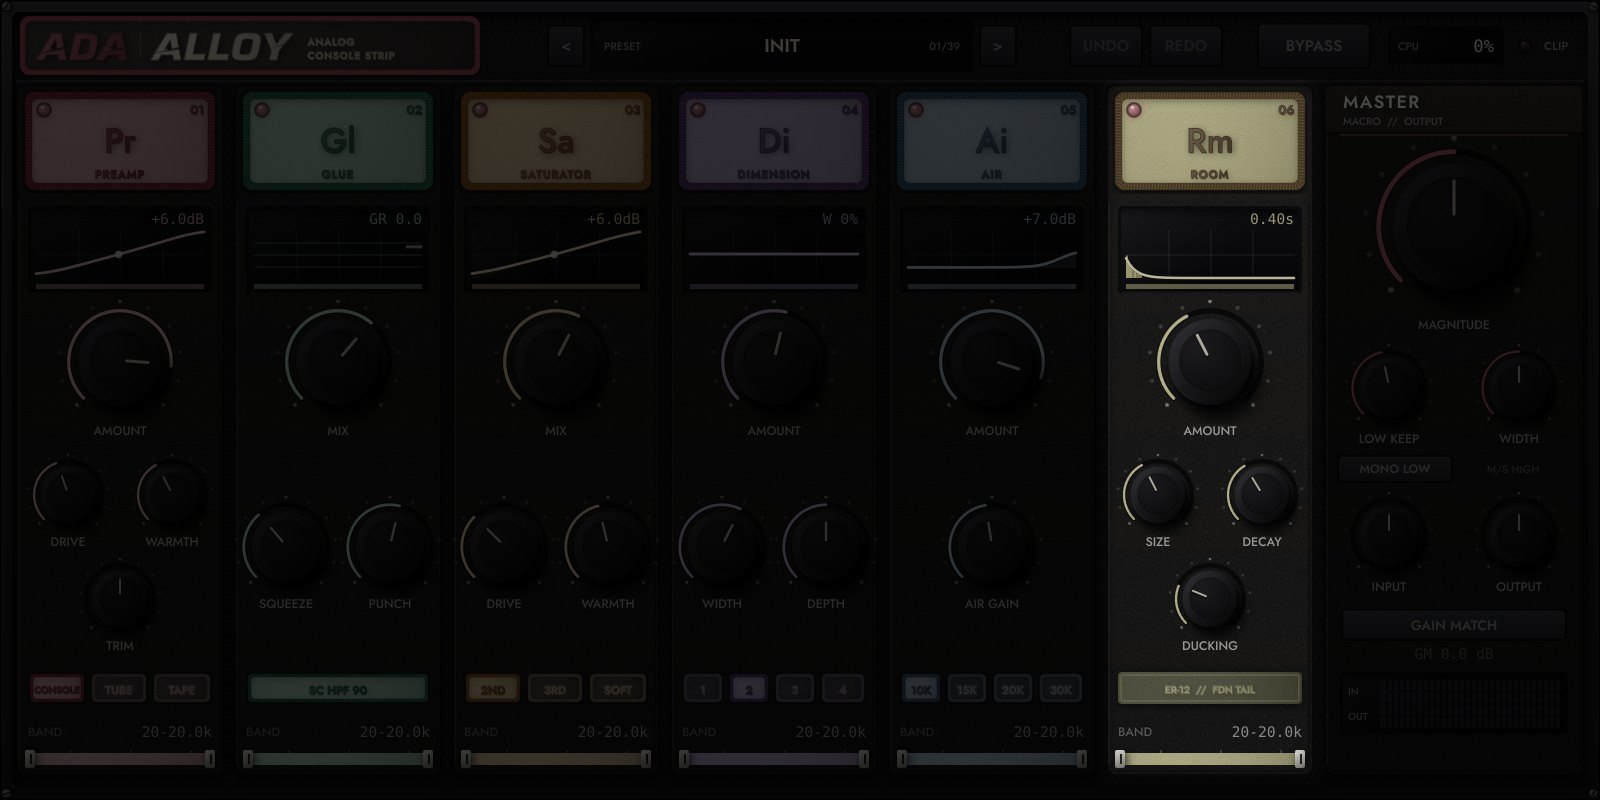 ADA ALLOY ANALOG CONSOLE STRIP
< PRESET INIT 01/39 >
UNDO REDO BYPASS CPU 0% CLIP
01 Pr PREAMP
+6.0dB
AMOUNT
DRIVE WARMTH
TRIM
CONSOLE TUBE TAPE
BAND 20-20.0k
02 Gl GLUE
GR 0.0
MIX
SQUEEZE PUNCH
SC HPF 90
BAND 20-20.0k
03 Sa SATURATOR
+6.0dB
MIX
DRIVE WARMTH
2ND 3RD SOFT
BAND 20-20.0k
04 Di DIMENSION
W 0%
AMOUNT
WIDTH DEPTH
1 2 3 4
BAND 20-20.0k
05 Ai AIR
+7.0dB
AMOUNT
AIR GAIN
10K 15K 20K 30K
BAND 20-20.0k
06 Rm ROOM
0.40s
AMOUNT
SIZE DECAY
DUCKING
ER-12 // FDN TAIL
BAND 20-20.0k
MASTER
MACRO // OUTPUT
MAGNITUDE
LOW KEEP WIDTH
MONO LOW M/S HIGH
INPUT OUTPUT
GAIN MATCH
GM 0.0 dB
IN
OUT